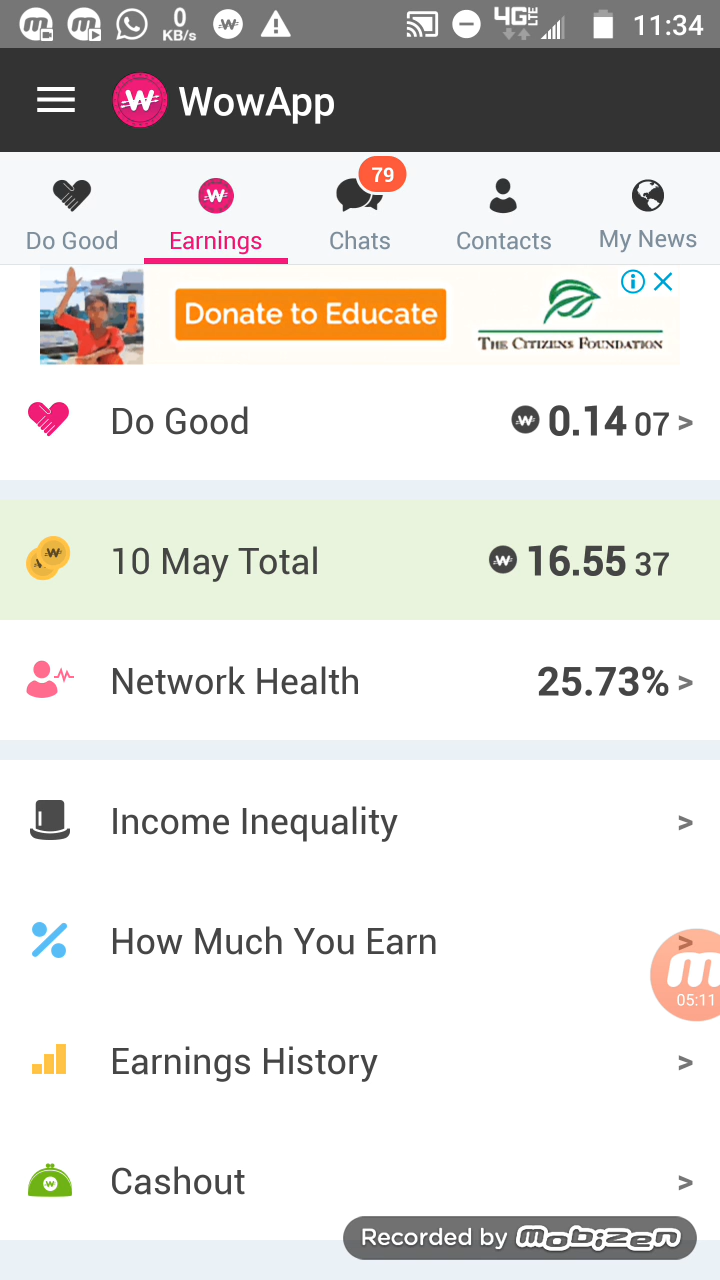 0
KB/s
4G LTE
11:34
WowApp
79
Do Good
Earnings
Chats
Contacts
My News
Donate to Educate
THE CITIZENS FOUNDATION
Do Good
0.14 07 >
10 May Total
16.55 37
Network Health
25.73% >
Income Inequality >
How Much You Earn >
05:11
Earnings History >
Cashout >
Recorded by mobizen